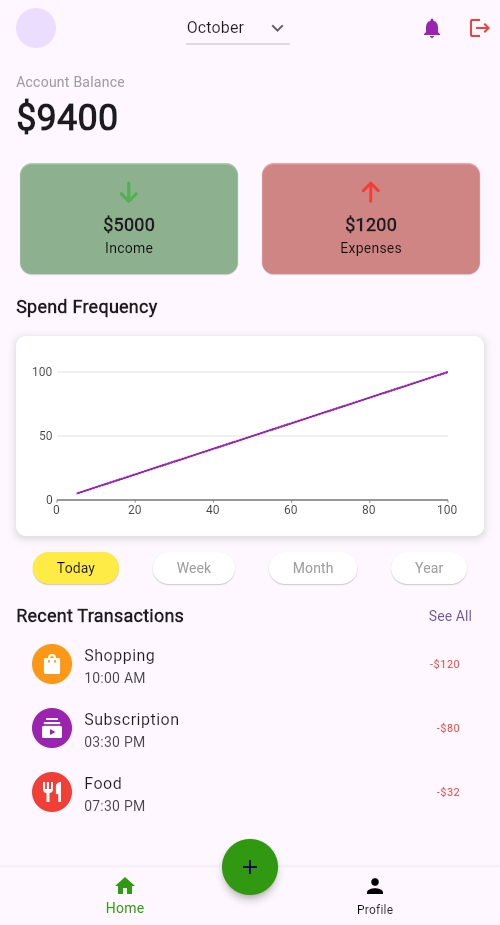 October
Account Balance
$9400
$5000
Income
$1200
Expenses
Spend Frequency
100
50
0
0 20 40 60 80 100
Today Week Month Year
Recent Transactions See All
Shopping
10:00 AM
-$120
Subscription
03:30 PM
-$80
Food
07:30 PM
-$32
Home
Profile